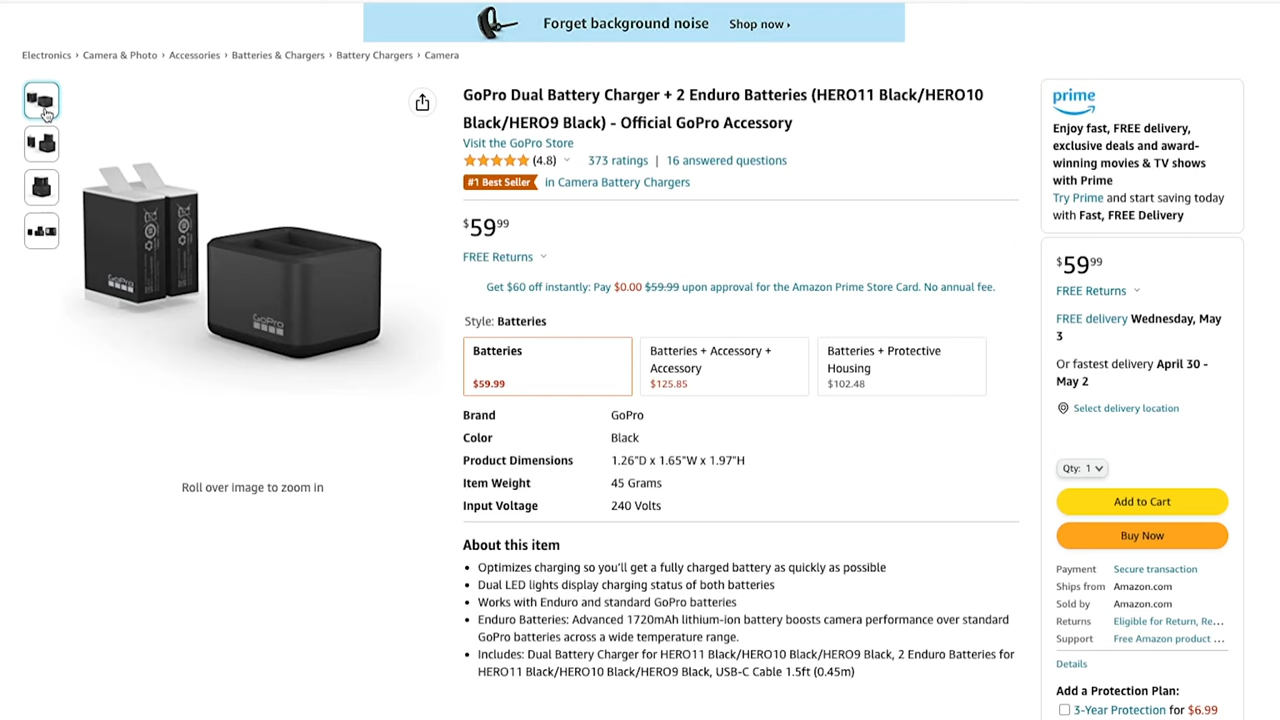 Forget background noise Shop now ›
Electronics › Camera & Photo › Accessories › Batteries & Chargers › Battery Chargers › Camera
GoPro Dual Battery Charger + 2 Enduro Batteries (HERO11 Black/HERO10
Black/HERO9 Black) - Official GoPro Accessory
Visit the GoPro Store
(4.8) 373 ratings | 16 answered questions
#1 Best Seller in Camera Battery Chargers
$59 99
FREE Returns
Get $60 off instantly: Pay $0.00 $59.99 upon approval for the Amazon Prime Store Card. No annual fee.
Style: Batteries
Batteries
$59.99
Batteries + Accessory +
Accessory
$125.85
Batteries + Protective
Housing
$102.48
Brand GoPro
Color Black
Product Dimensions 1.26"D x 1.65"W x 1.97"H
Item Weight 45 Grams
Input Voltage 240 Volts
About this item
• Optimizes charging so you'll get a fully charged battery as quickly as possible
• Dual LED lights display charging status of both batteries
• Works with Enduro and standard GoPro batteries
• Enduro Batteries: Advanced 1720mAh lithium-ion battery boosts camera performance over standard
GoPro batteries across a wide temperature range.
• Includes: Dual Battery Charger for HERO11 Black/HERO10 Black/HERO9 Black, 2 Enduro Batteries for
HERO11 Black/HERO10 Black/HERO9 Black, USB-C Cable 1.5ft (0.45m)
GoPro
GoPro
Roll over image to zoom in
prime
Enjoy fast, FREE delivery,
exclusive deals and award-
winning movies & TV shows
with Prime
Try Prime and start saving today
with Fast, FREE Delivery
$59 99
FREE Returns
FREE delivery Wednesday, May
3
Or fastest delivery April 30 -
May 2
Select delivery location
Qty: 1
Add to Cart
Buy Now
Payment Secure transaction
Ships from Amazon.com
Sold by Amazon.com
Returns Eligible for Return, Re...
Support Free Amazon product ...
Details
Add a Protection Plan:
3-Year Protection for $6.99